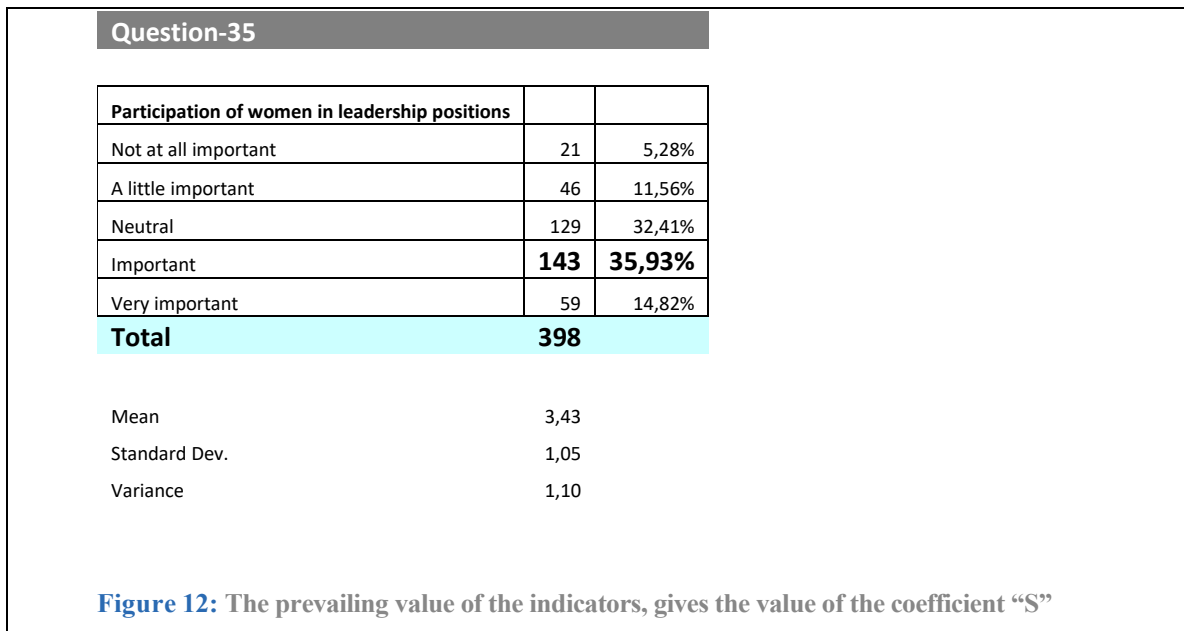 Question-35
Participation of women in leadership positions
Not at all important 21 5,28%
A little important 46 11,56%
Neutral 129 32,41%
Important 143 35,93%
Very important 59 14,82%
Total 398
Mean 3,43
Standard Dev. 1,05
Variance 1,10
Figure 12: The prevailing value of the indicators, gives the value of the coefficient “S”